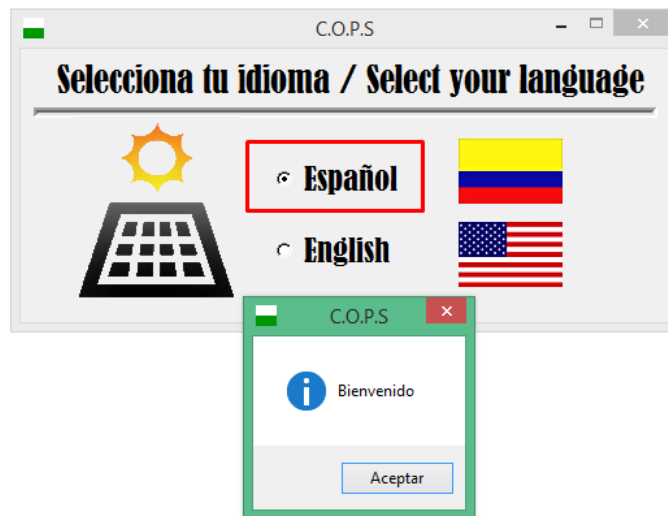 C.O.P.S
Selecciona tu idioma / Select your language
Español
English
C.O.P.S
Bienvenido
Aceptar